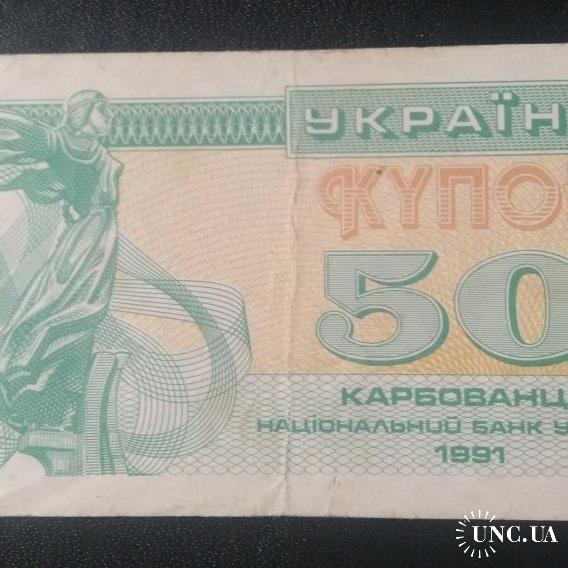 УКРАЇН
КУПО
50
КАРБОВАНЦ
НАЦІОНАЛЬНИЙ БАНК У
1991
UNC.UA